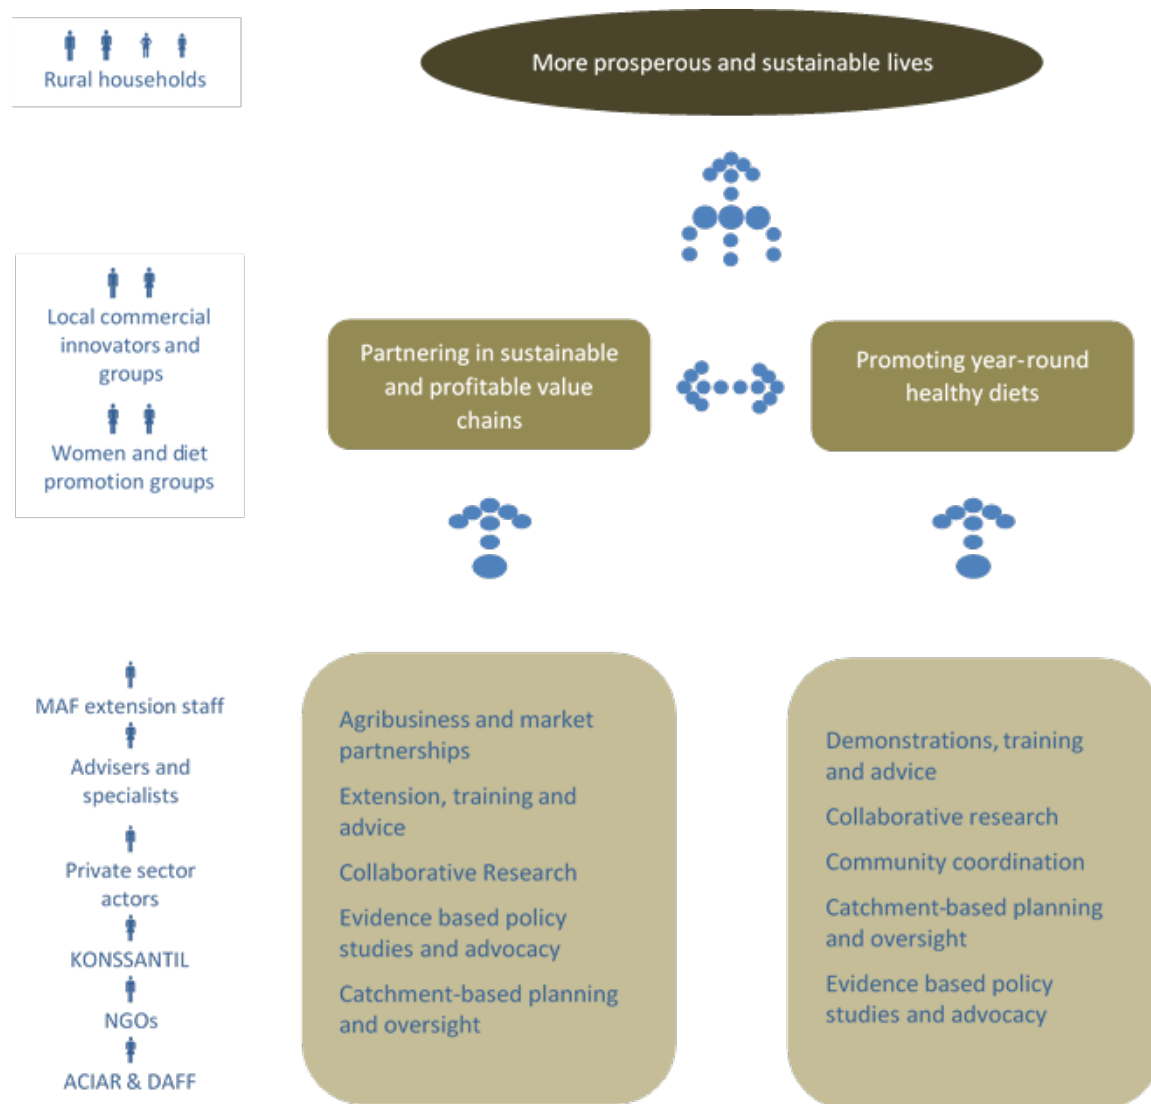 Rural households
More prosperous and sustainable lives
Local commercial
innovators and
groups
Women and diet
promotion groups
Partnering in sustainable
and profitable value
chains
Promoting year-round
healthy diets
MAF extension staff
Advisers and
specialists
Private sector
actors
KONSSANTIL
NGOs
ACIAR & DAFF
Agribusiness and market
partnerships
Extension, training and
advice
Collaborative Research
Evidence based policy
studies and advocacy
Catchment-based planning
and oversight
Demonstrations, training
and advice
Collaborative research
Community coordination
Catchment-based planning
and oversight
Evidence based policy
studies and advocacy